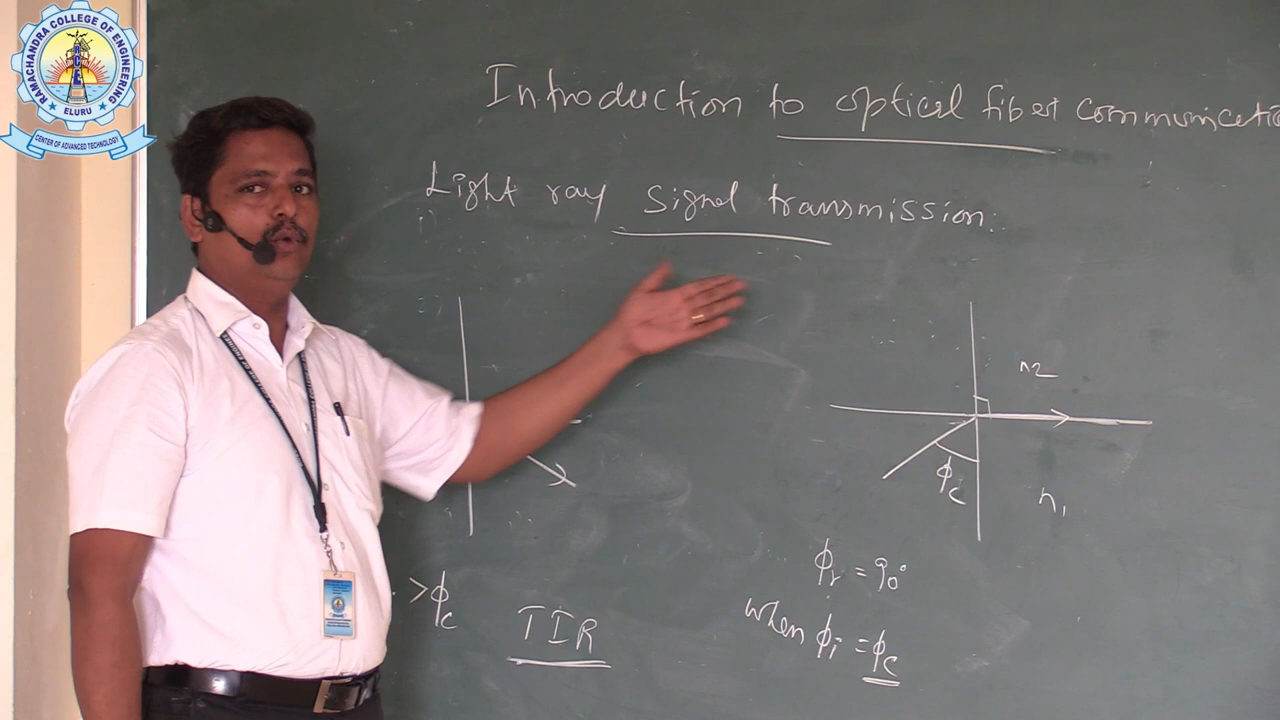 RAMACHANDRA COLLEGE OF ENGINEERING
ELURU
CENTER OF ADVANCED TECHNOLOGY
Introduction to optical fiber communicatio
Light ray signal transmission.
n2
ϕc
n1
ϕr = 90°
when ϕi = ϕc
> ϕc
TIR